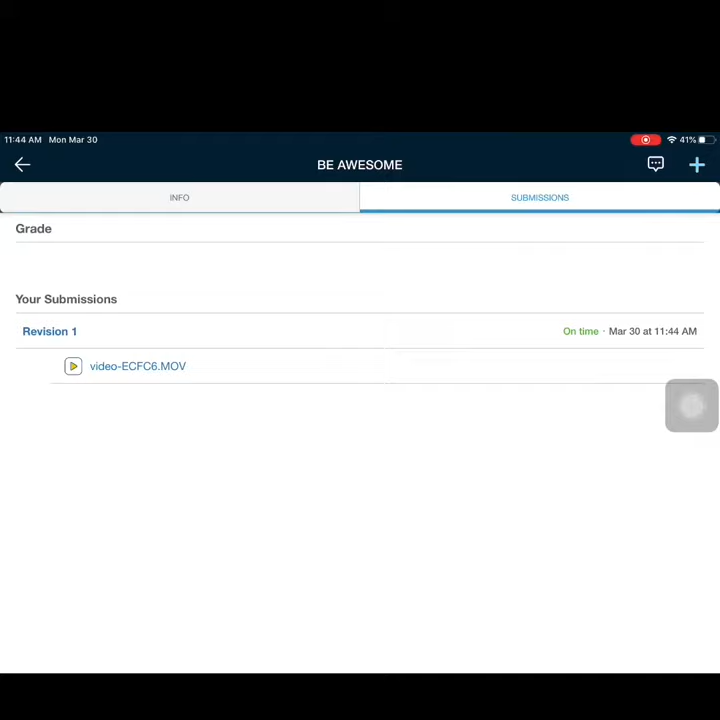 11:44 AM Mon Mar 30 41%
BE AWESOME
INFO SUBMISSIONS
Grade
Your Submissions
Revision 1 On time · Mar 30 at 11:44 AM
video-ECFC6.MOV